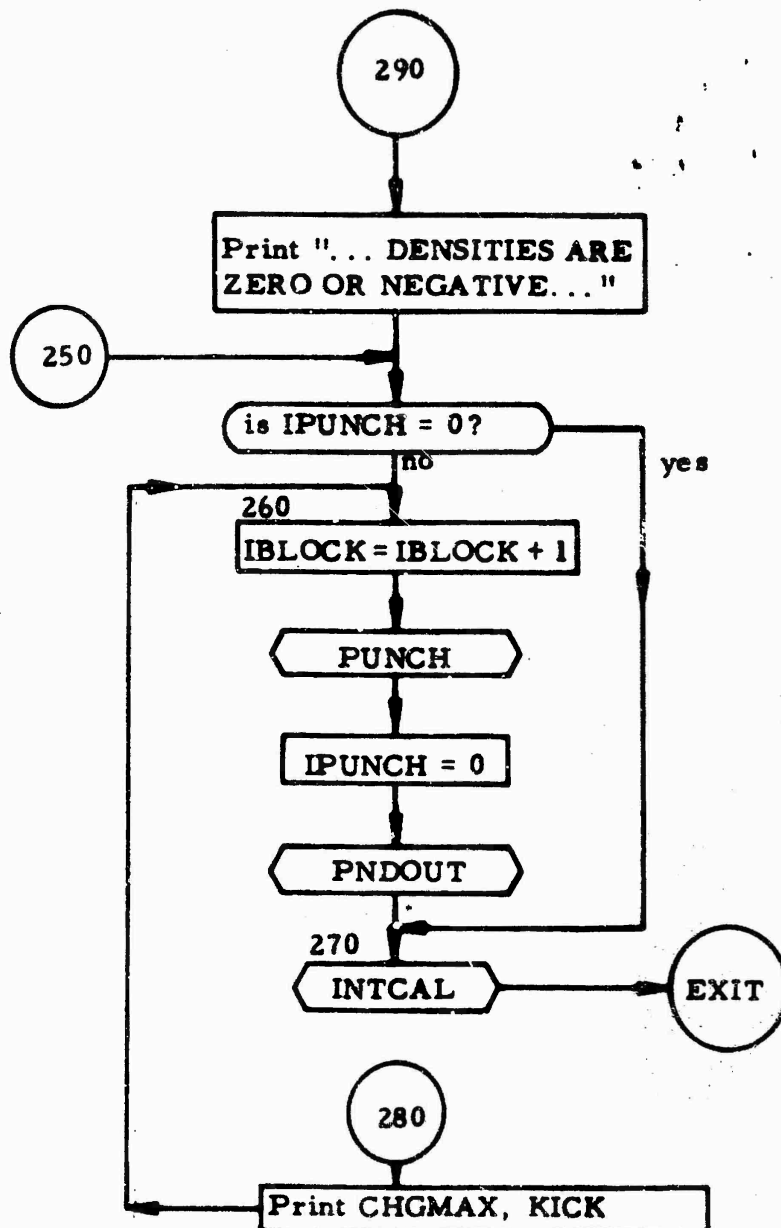 290
Print "... DENSITIES ARE
ZERO OR NEGATIVE... "
250
is IPUNCH = 0?
no
yes
260
IBLOCK = IBLOCK + 1
PUNCH
IPUNCH = 0
PNDOUT
270
INTCAL
EXIT
280
Print CHGMAX, KICK